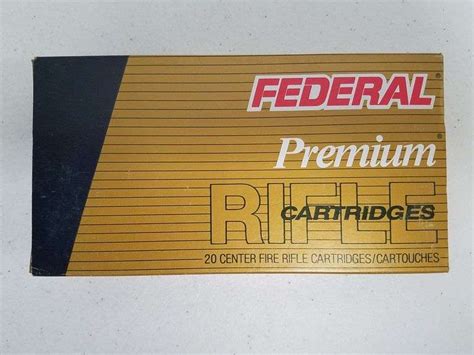 FEDERAL®
Premium®
RIFLE
CARTRIDGES
20 CENTER FIRE RIFLE CARTRIDGES/CARTOUCHES